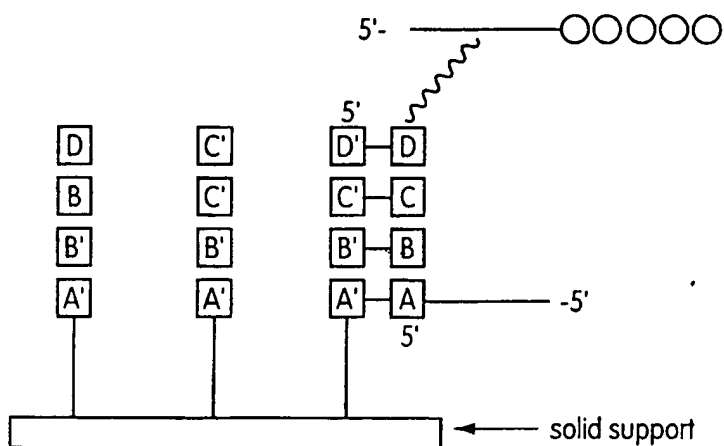 5'-
5'
D C' D' D
B C' C' C
B' B' B' B
A' A' A' A -5'
5'
solid support